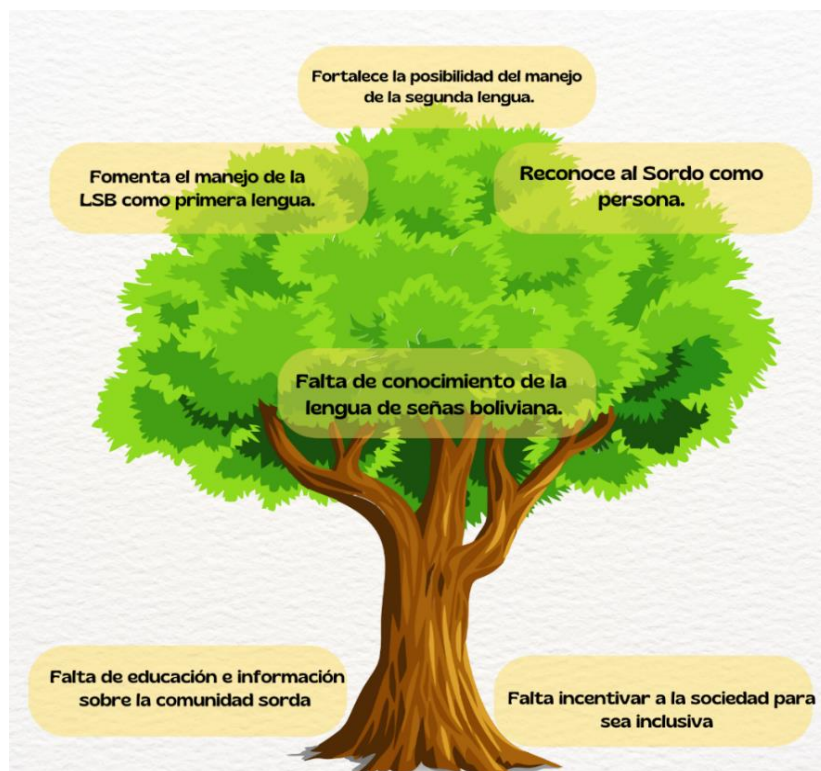 Fortalece la posibilidad del manejo
de la segunda lengua.
Fomenta el manejo de la
LSB como primera lengua.
Reconoce al Sordo como
persona.
Falta de conocimiento de la
lengua de señas boliviana.
Falta de educación e información
sobre la comunidad sorda
Falta incentivar a la sociedad para
sea inclusiva